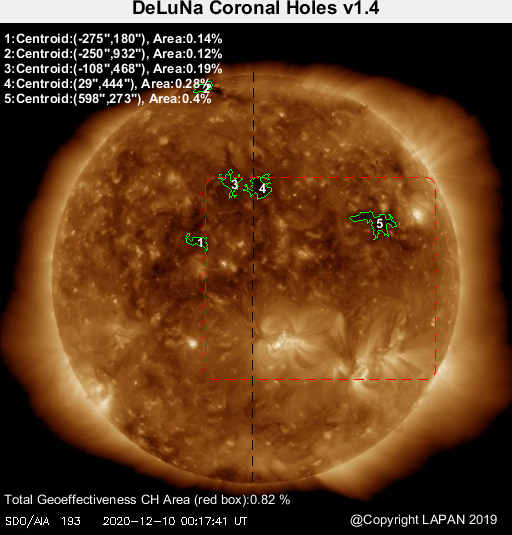 DeLuNa Coronal Holes v1.4
1:Centroid:(-275",180"), Area:0.14%
2:Centroid:(-250",932"), Area:0.12%
3:Centroid:(-108",468"), Area:0.19%
4:Centroid:(29",444"), Area:0.28%
5:Centroid:(598",273"), Area:0.4%
2
3
4
5
1
Total Geoeffectiveness CH Area (red box):0.82 %
SDO/AIA 193 2020-12-10 00:17:41 UT
@Copyright LAPAN 2019